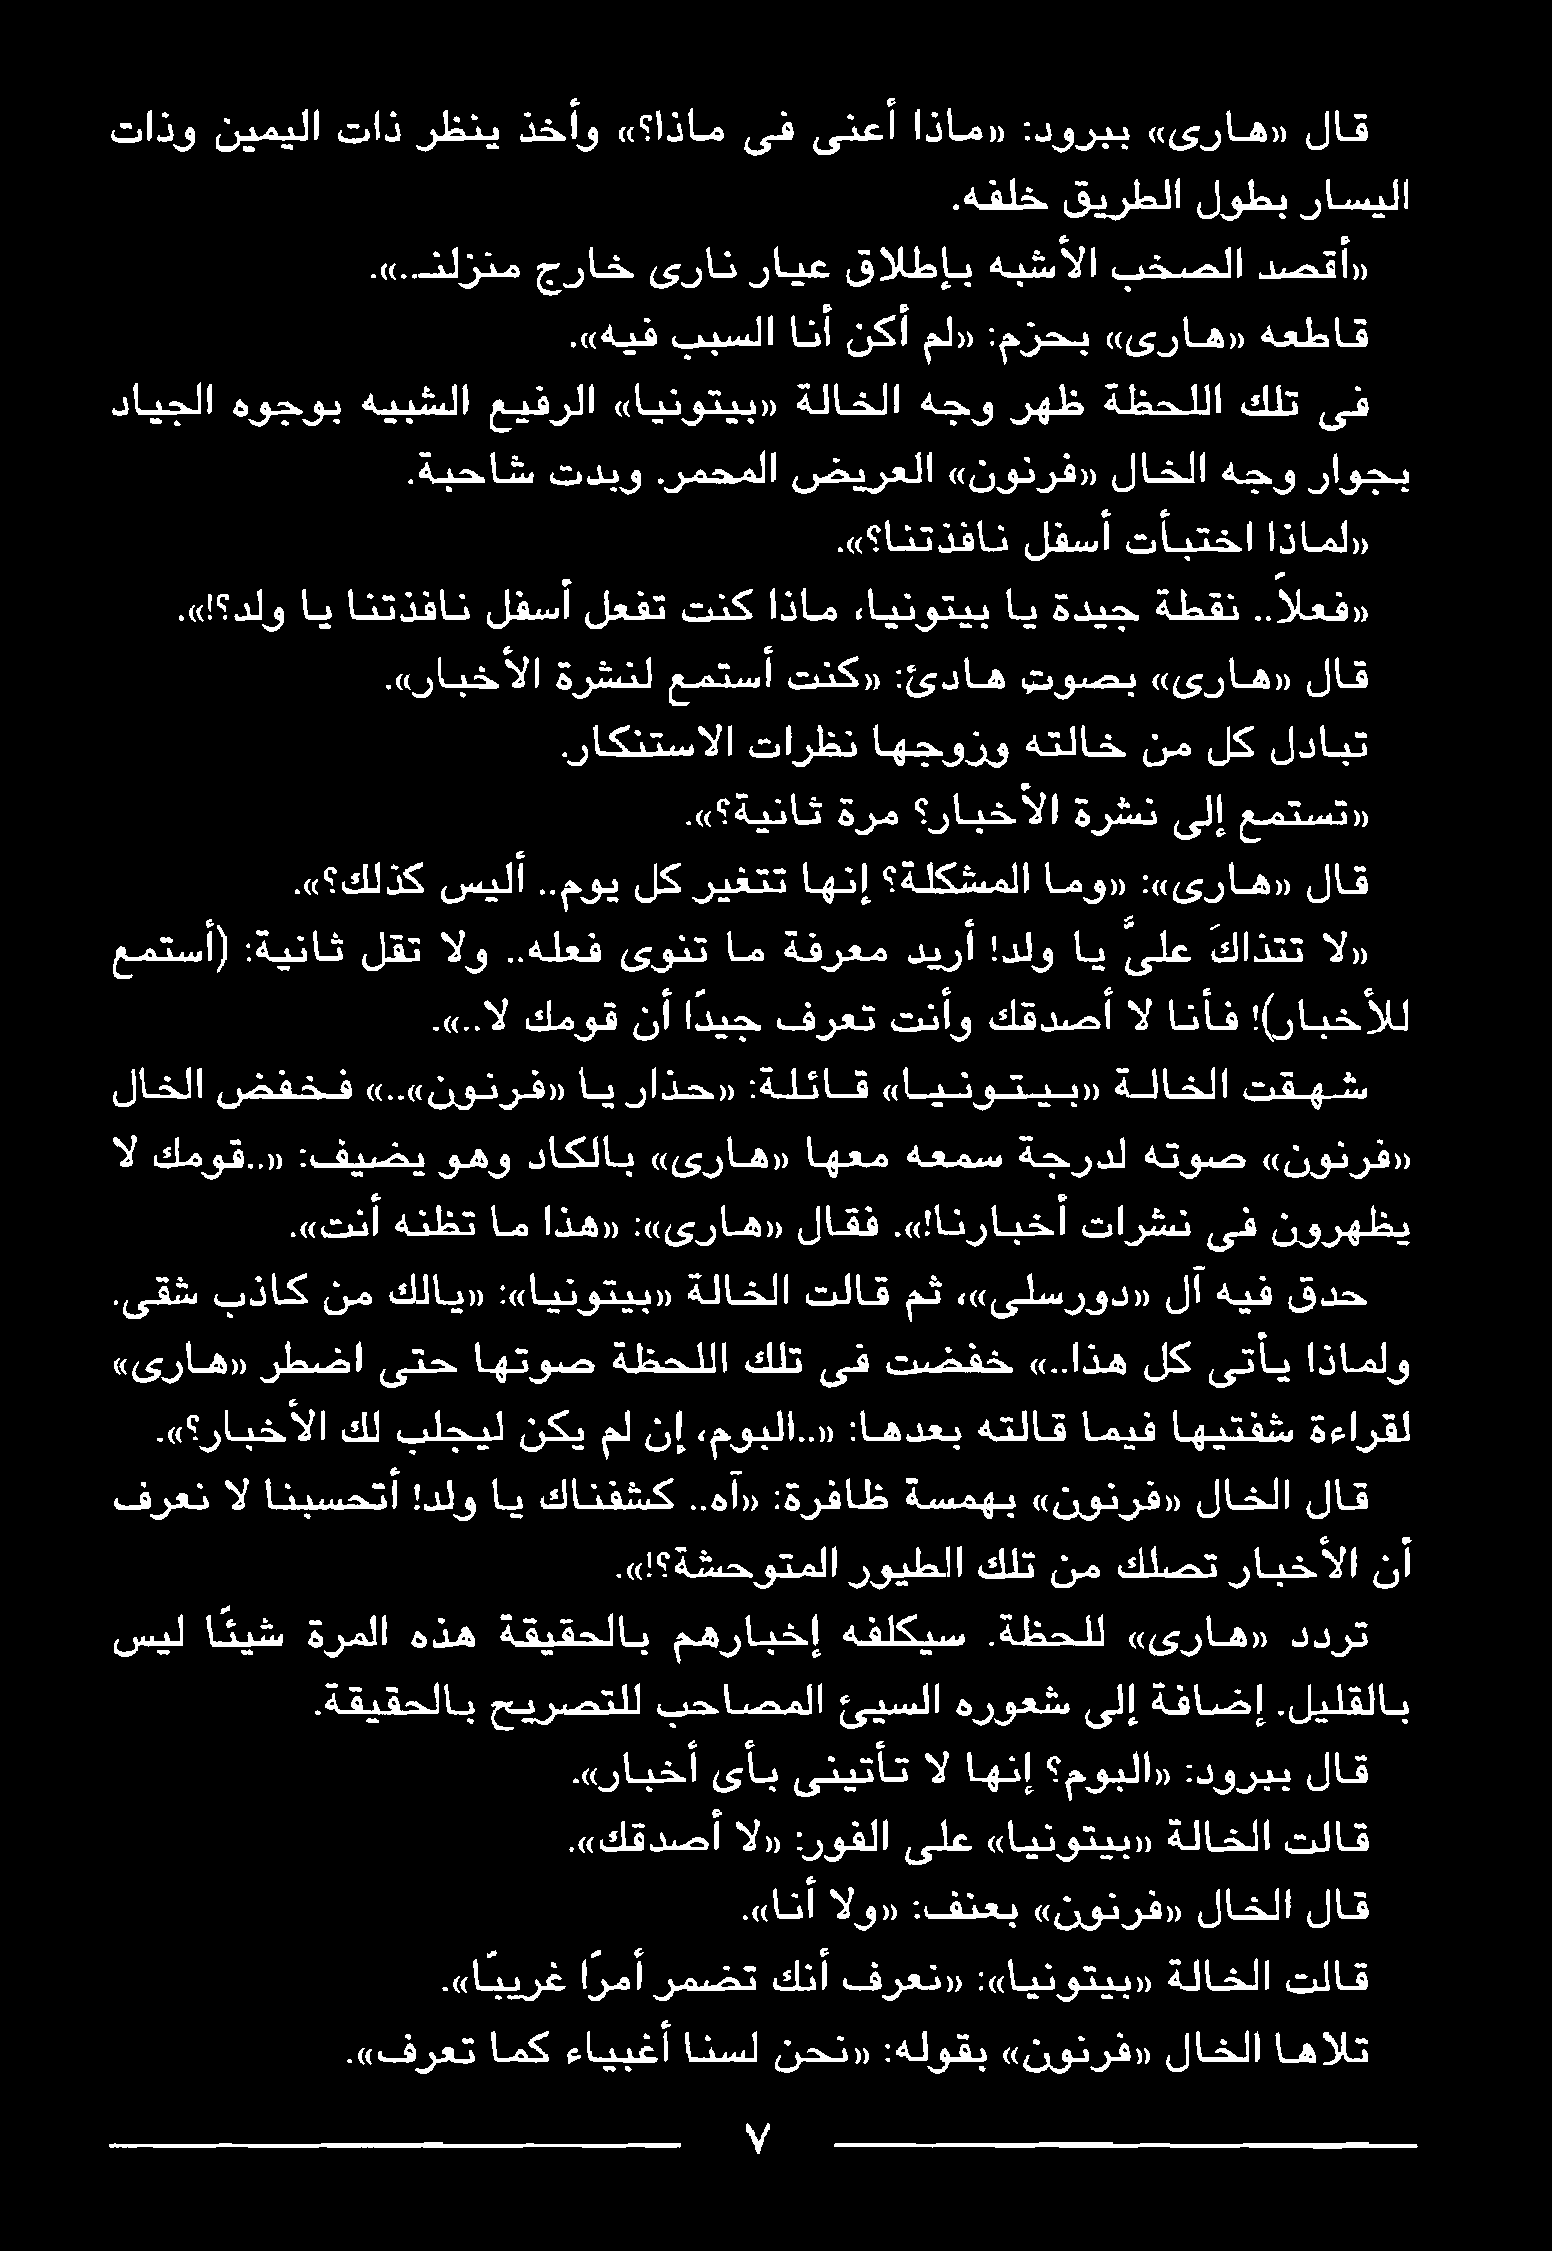 قال «هارى» ببرود: «ماذا أعنى فى ماذا؟» وأخذ ينظر ذات اليمين وذات
اليسار بطول الطريق خلفه.
«أقصد الصخب الأشبه بإطلاق عيار نارى خارج منزلنـ..».
قاطعه «هارى» بحزم: «لم أكن أنا السبب فيه».
فى تلك اللحظة ظهر وجه الخالة «بيتونيا» الرفيع الشبيه بوجوه الجياد
بجوار وجه الخال «فرنون» العريض المحمر. وبدت شاحبة.
«لماذا اختبأت أسفل نافذتنا؟».
«فعلاً.. نقطة جيدة يا بيتونيا، ماذا كنت تفعل أسفل نافذتنا يا ولد؟!».
قال «هارى» بصوت هادئ: «كنت أستمع لنشرة الأخبار».
تبادل كل من خالته وزوجها نظرات الاستنكار.
«تستمع إلى نشرة الأخبار؟ مرة ثانية؟».
قال «هارى»: «وما المشكلة؟ إنها تتغير كل يوم.. أليس كذلك؟».
«لا تتذاكَ علىَّ يا ولد! أريد معرفة ما تنوى فعله.. ولا تقل ثانية: (أستمع
للأخبار)! فأنا لا أصدقك وأنت تعرف جيدًا أن قومك لا..».
شهقت الخالة «بيتونيا» قائلة: «حذار يا «فرنون»..» فخفض الخال
«فرنون» صوته لدرجة سمعه معها «هارى» بالكاد وهو يضيف: «..قومك لا
يظهرون فى نشرات أخبارنا!». فقال «هارى»: «هذا ما تظنه أنت».
حدق فيه آل «دورسلى»، ثم قالت الخالة «بيتونيا»: «يالك من كاذب شقى.
ولماذا يأتى كل هذا..» خفضت فى تلك اللحظة صوتها حتى اضطر «هارى»
لقراءة شفتيها فيما قالته بعدها: «..البوم، إن لم يكن ليجلب لك الأخبار؟».
قال الخال «فرنون» بهمسة ظافرة: «آه.. كشفناك يا ولد! أتحسبنا لا نعرف
أن الأخبار تصلك من تلك الطيور المتوحشة؟!».
تردد «هارى» للحظة. سيكلفه إخبارهم بالحقيقة هذه المرة شيئًا ليس
بالقليل. إضافة إلى شعوره السيئ المصاحب للتصريح بالحقيقة.
قال ببرود: «البوم؟ إنها لا تأتينى بأى أخبار».
قالت الخالة «بيتونيا» على الفور: «لا أصدقك».
قال الخال «فرنون» بعنف: «ولا أنا».
قالت الخالة «بيتونيا»: «نعرف أنك تضمر أمرًا غريبًا».
تلاها الخال «فرنون» بقوله: «نحن لسنا أغبياء كما تعرف».
٧